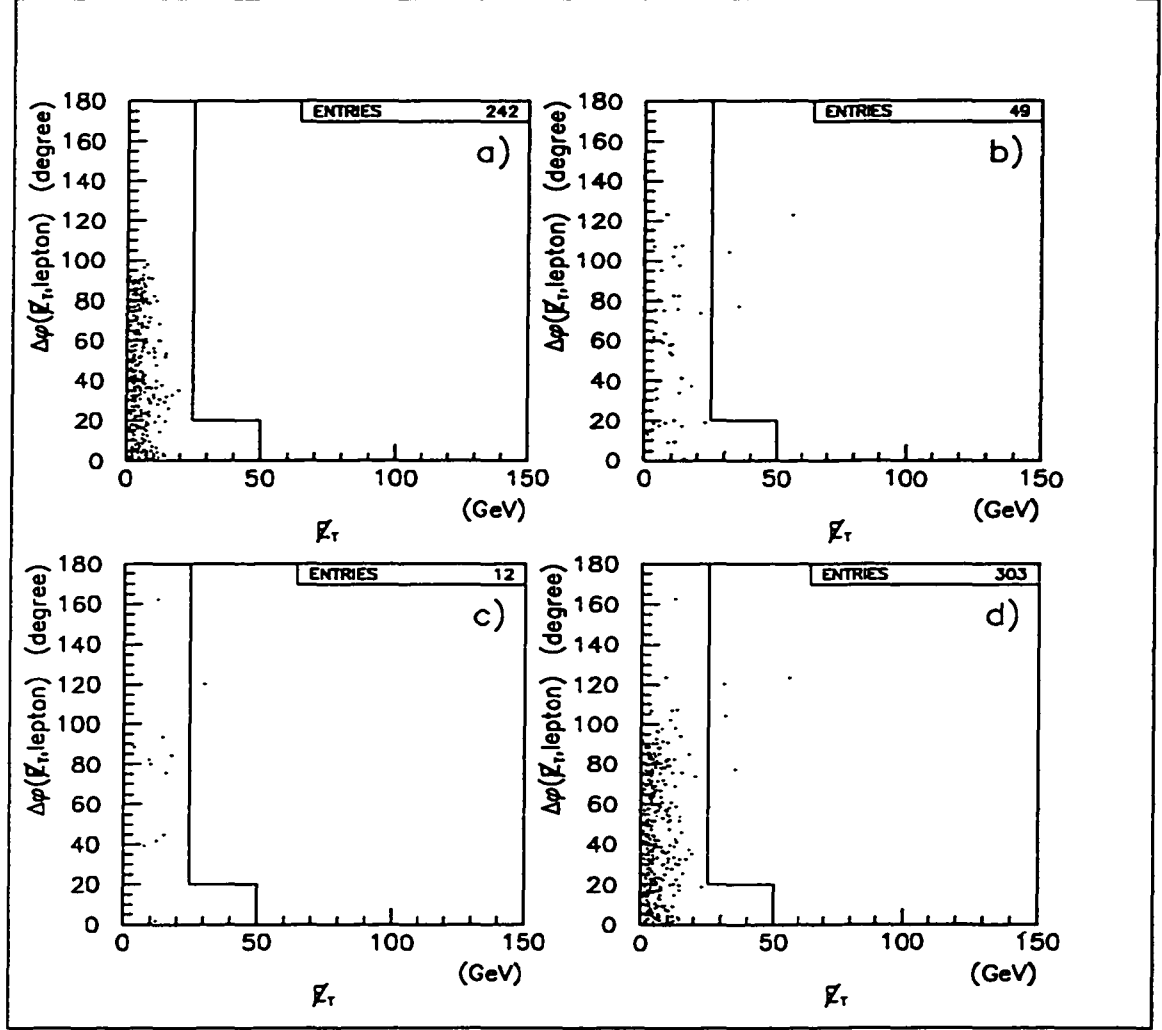 ENTRIES 242
a)
Δφ(E̸T,lepton) (degree)
180
160
140
120
100
80
60
40
20
0
0 50 100 150
(GeV)
E̸T
ENTRIES 49
b)
Δφ(E̸T,lepton) (degree)
180
160
140
120
100
80
60
40
20
0
0 50 100 150
(GeV)
E̸T
ENTRIES 12
c)
Δφ(E̸T,lepton) (degree)
180
160
140
120
100
80
60
40
20
0
0 50 100 150
(GeV)
E̸T
ENTRIES 303
d)
Δφ(E̸T,lepton) (degree)
180
160
140
120
100
80
60
40
20
0
0 50 100 150
(GeV)
E̸T